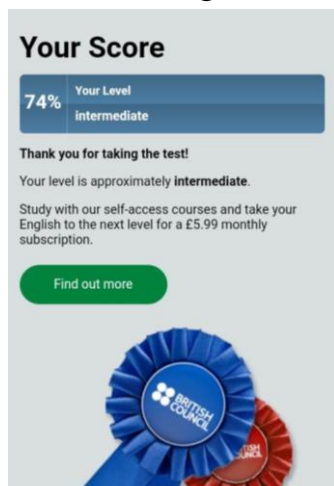 Your Score
74%
Your Level
intermediate
Thank you for taking the test!
Your level is approximately intermediate.
Study with our self-access courses and take your
English to the next level for a £5.99 monthly
subscription.
Find out more
BRITISH
COUNCIL